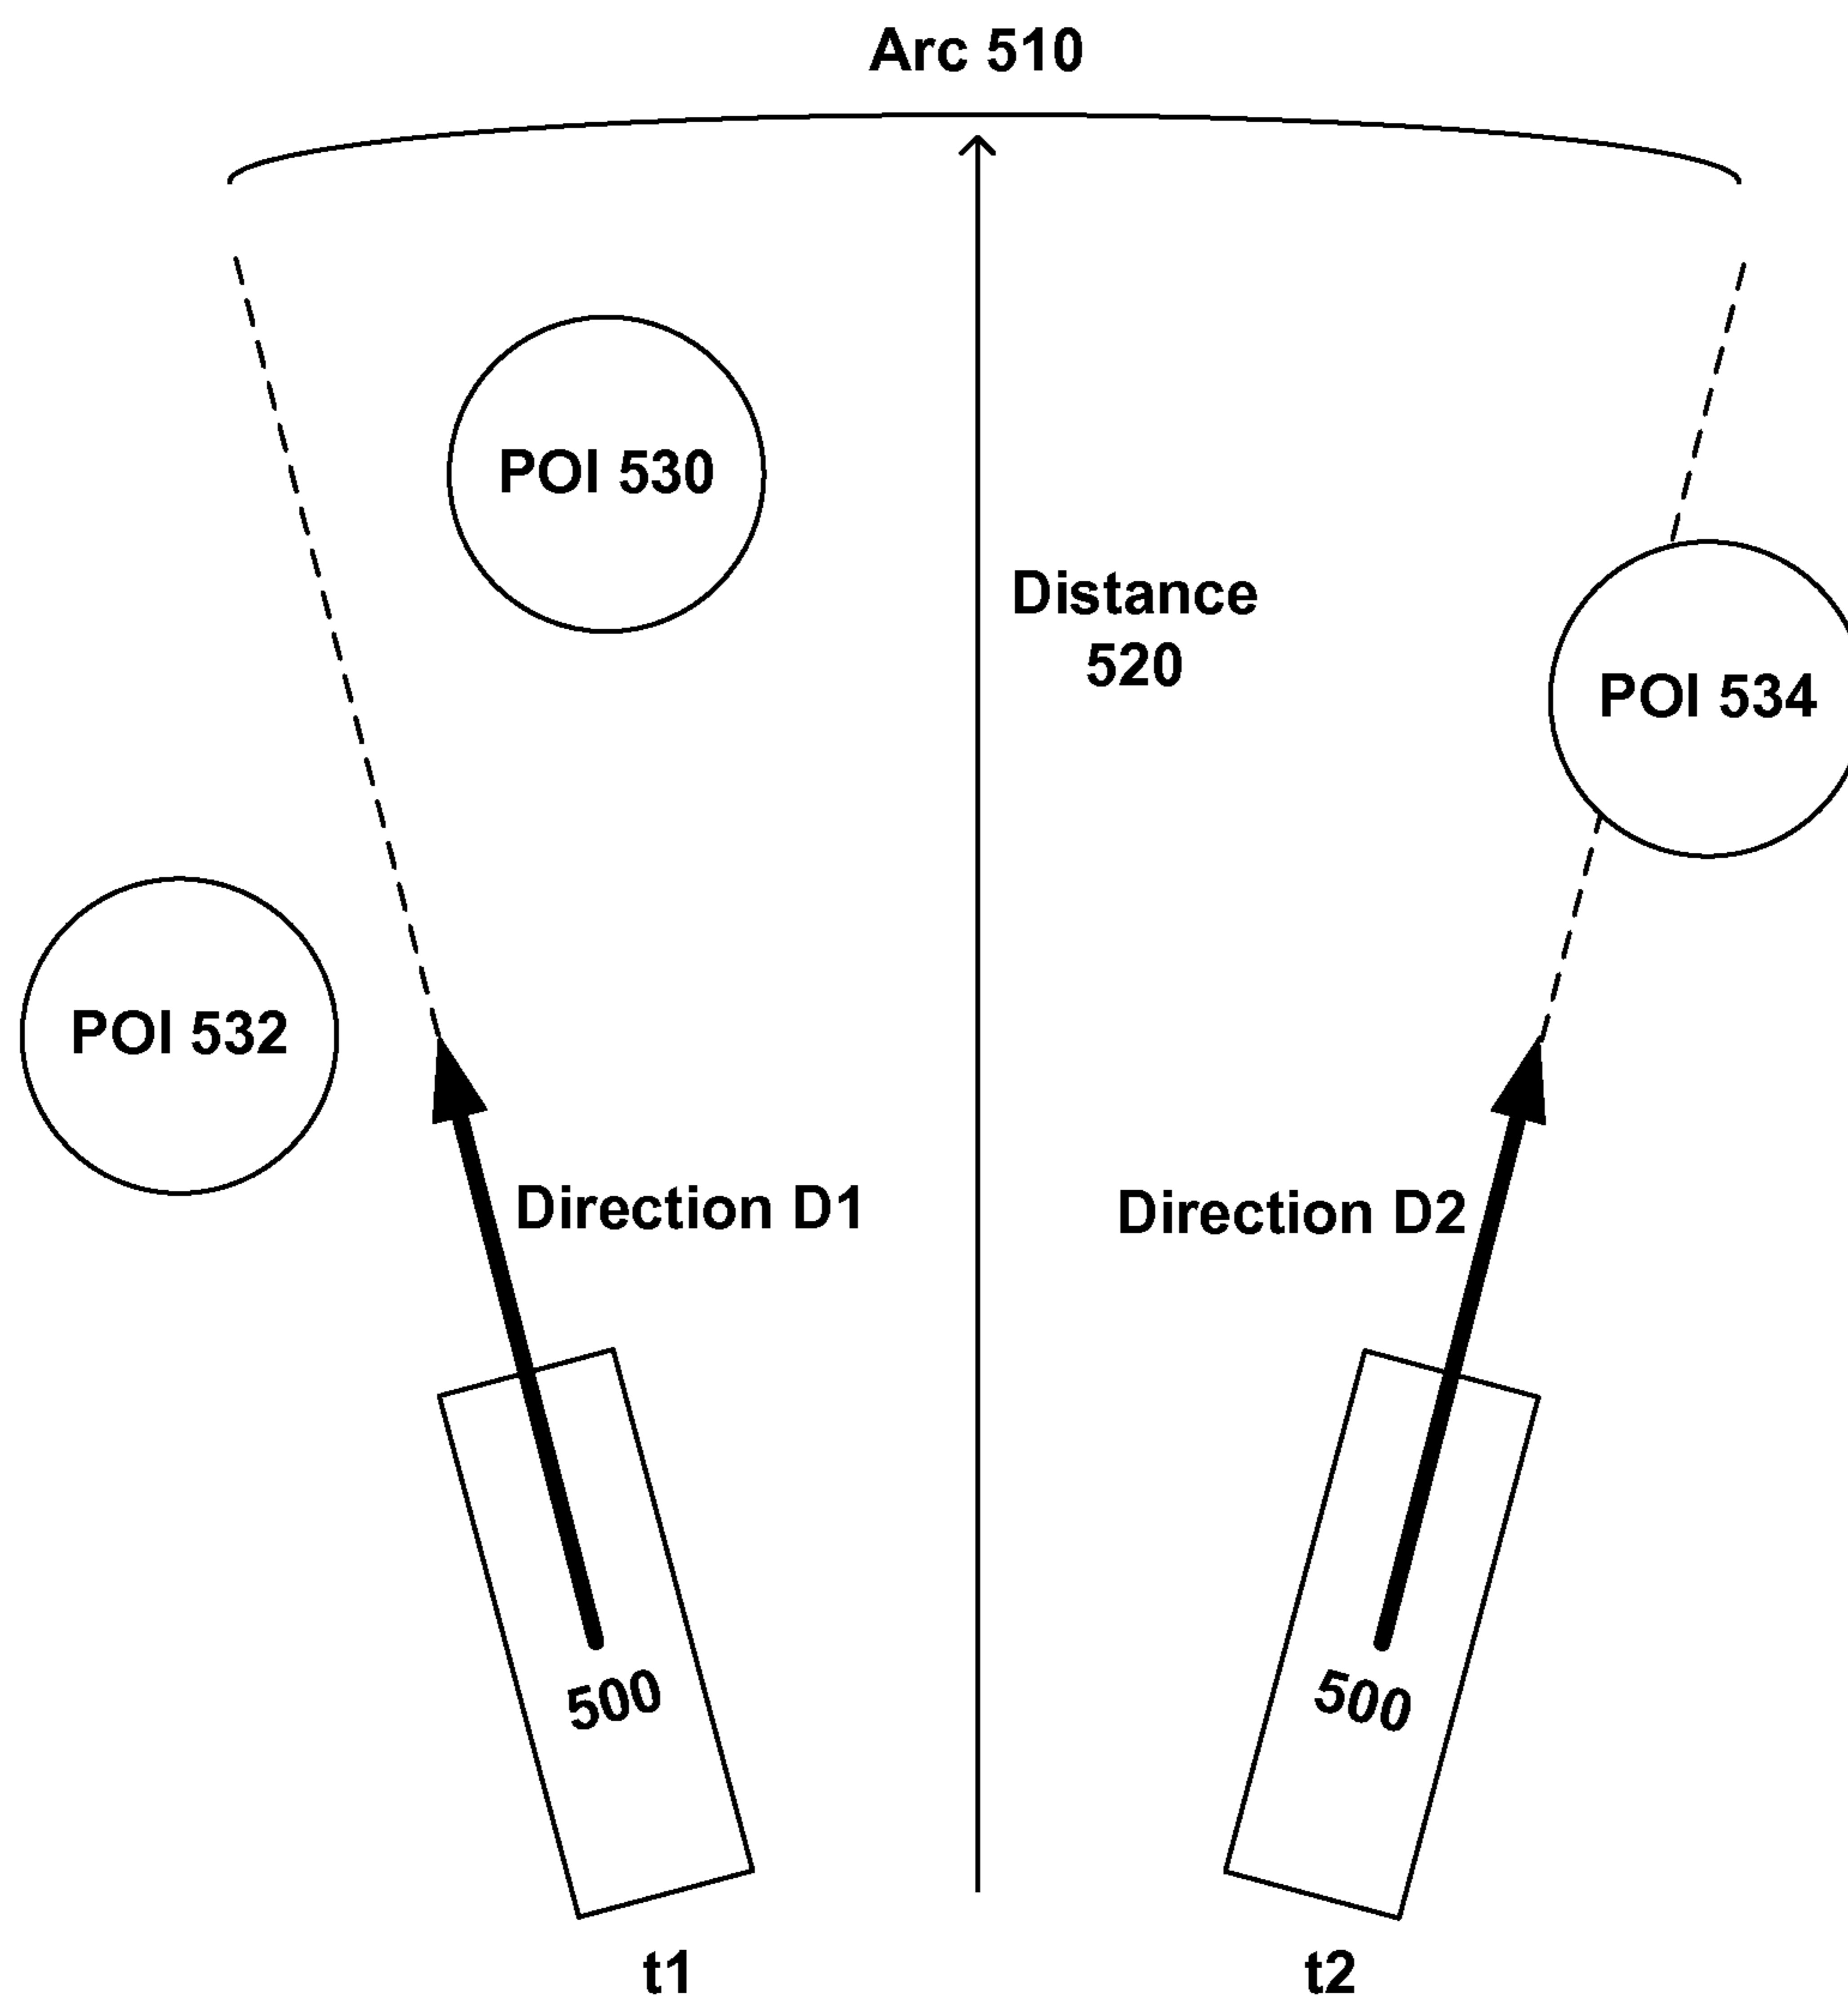 Arc 510
POI 530
Distance
520
POI 534
POI 532
Direction D1
Direction D2
500
500
t1
t2